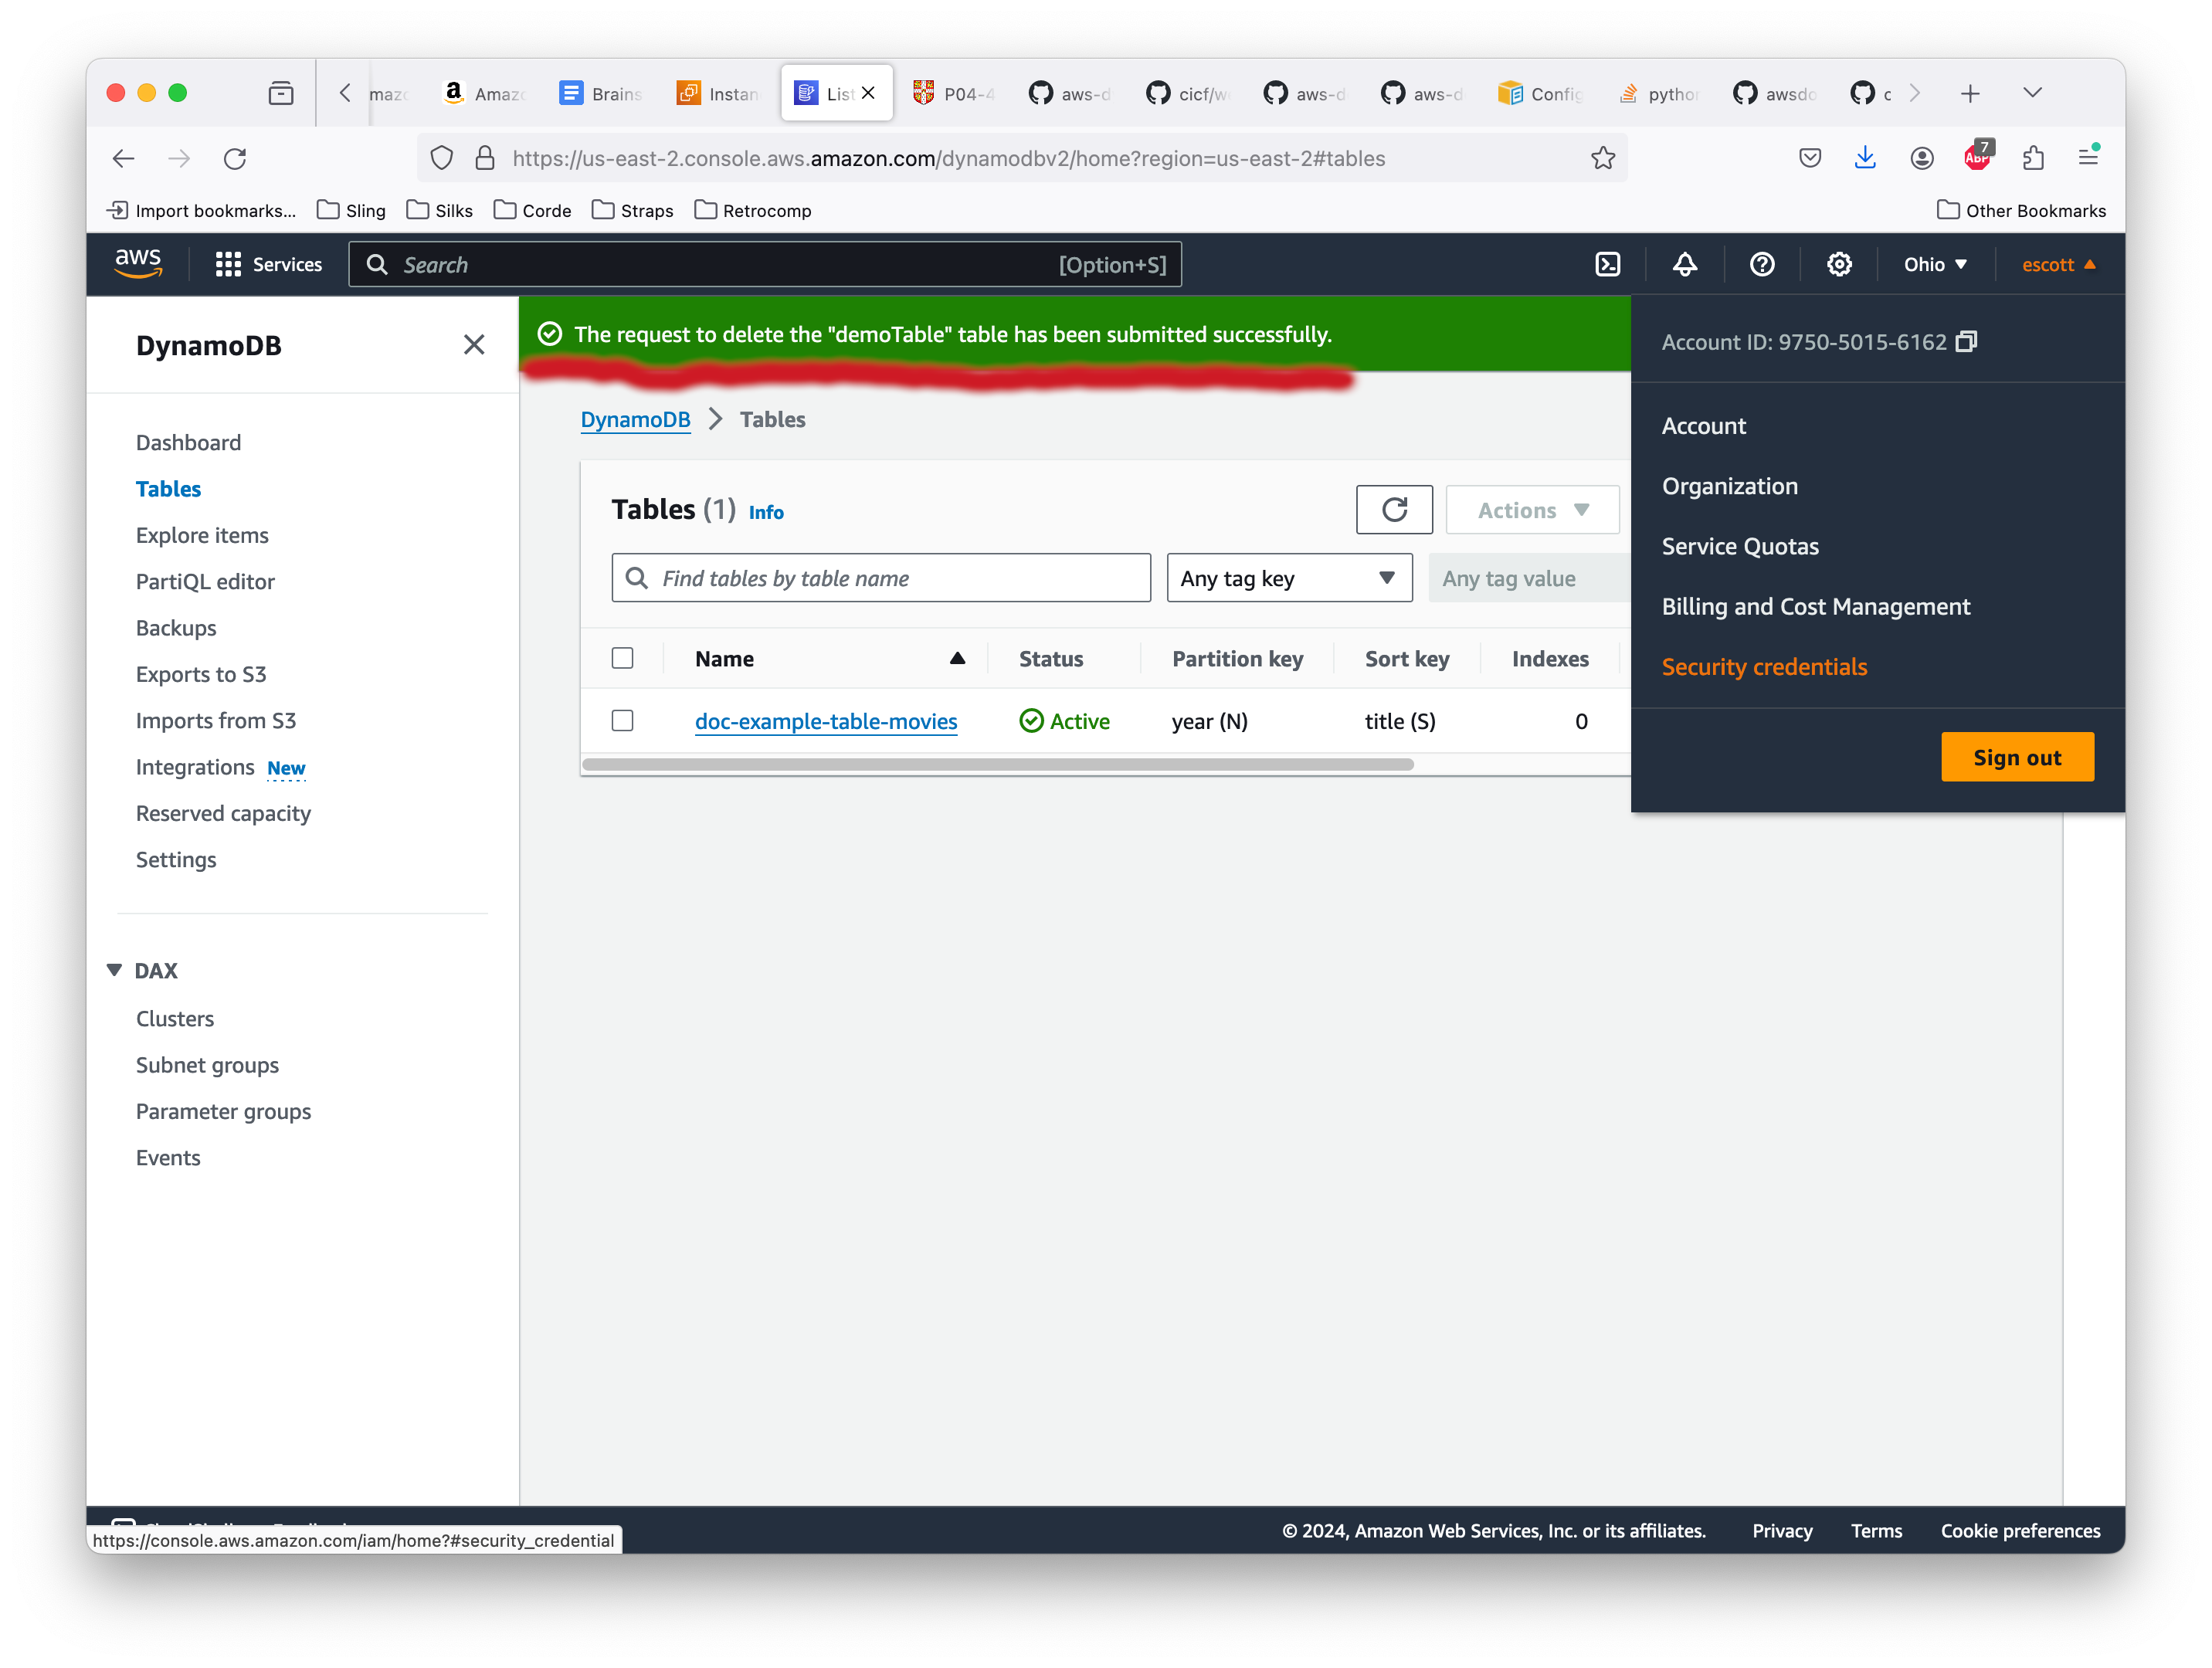 Amaz
Brains
Instan
List
P04-4
aws-d
cicf/w
aws-d
aws-d
Config
python
awsdo
c
https://us-east-2.console.aws.amazon.com/dynamodbv2/home?region=us-east-2#tables
ABP
7
Import bookmarks...
Sling
Silks
Corde
Straps
Retrocomp
Other Bookmarks
aws
Services
Search
[Option+S]
Ohio
escott
DynamoDB
The request to delete the "demoTable" table has been submitted successfully.
Account ID: 9750-5015-6162
Account
Organization
Service Quotas
Billing and Cost Management
Security credentials
Sign out
Dashboard
Tables
Explore items
PartiQL editor
Backups
Exports to S3
Imports from S3
Integrations New
Reserved capacity
Settings
DAX
Clusters
Subnet groups
Parameter groups
Events
DynamoDB > Tables
Tables (1) Info
Actions
Find tables by table name
Any tag key
Any tag value
Name Status Partition key Sort key Indexes
doc-example-table-movies Active year (N) title (S) 0
https://console.aws.amazon.com/iam/home?#security_credential
© 2024, Amazon Web Services, Inc. or its affiliates.
Privacy
Terms
Cookie preferences